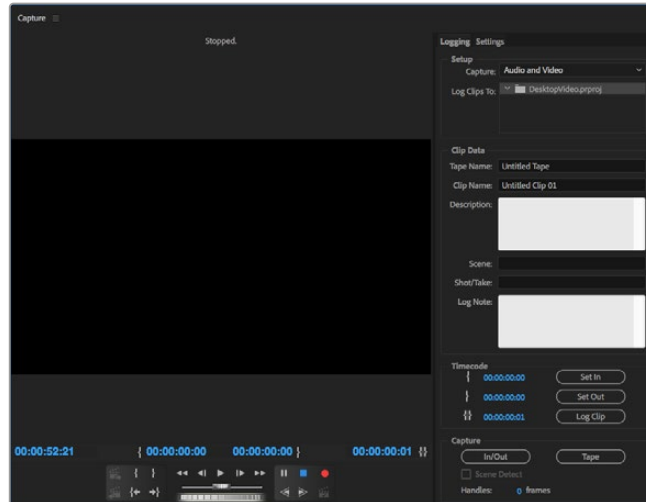 Capture
Stopped.
Logging Settings
Setup
Capture: Audio and Video
Log Clips To: DesktopVideo.prproj
Clip Data
Tape Name: Untitled Tape
Clip Name: Untitled Clip 01
Description:
Scene:
Shot/Take:
Log Note:
Timecode
{ 00:00:00:00 Set In
} 00:00:00:00 Set Out
{} 00:00:00:01 Log Clip
00:00:52:21 { 00:00:00:00 00:00:00:00 } 00:00:00:01 {}
Capture
In/Out Tape
Scene Detect
Handles: 0 frames